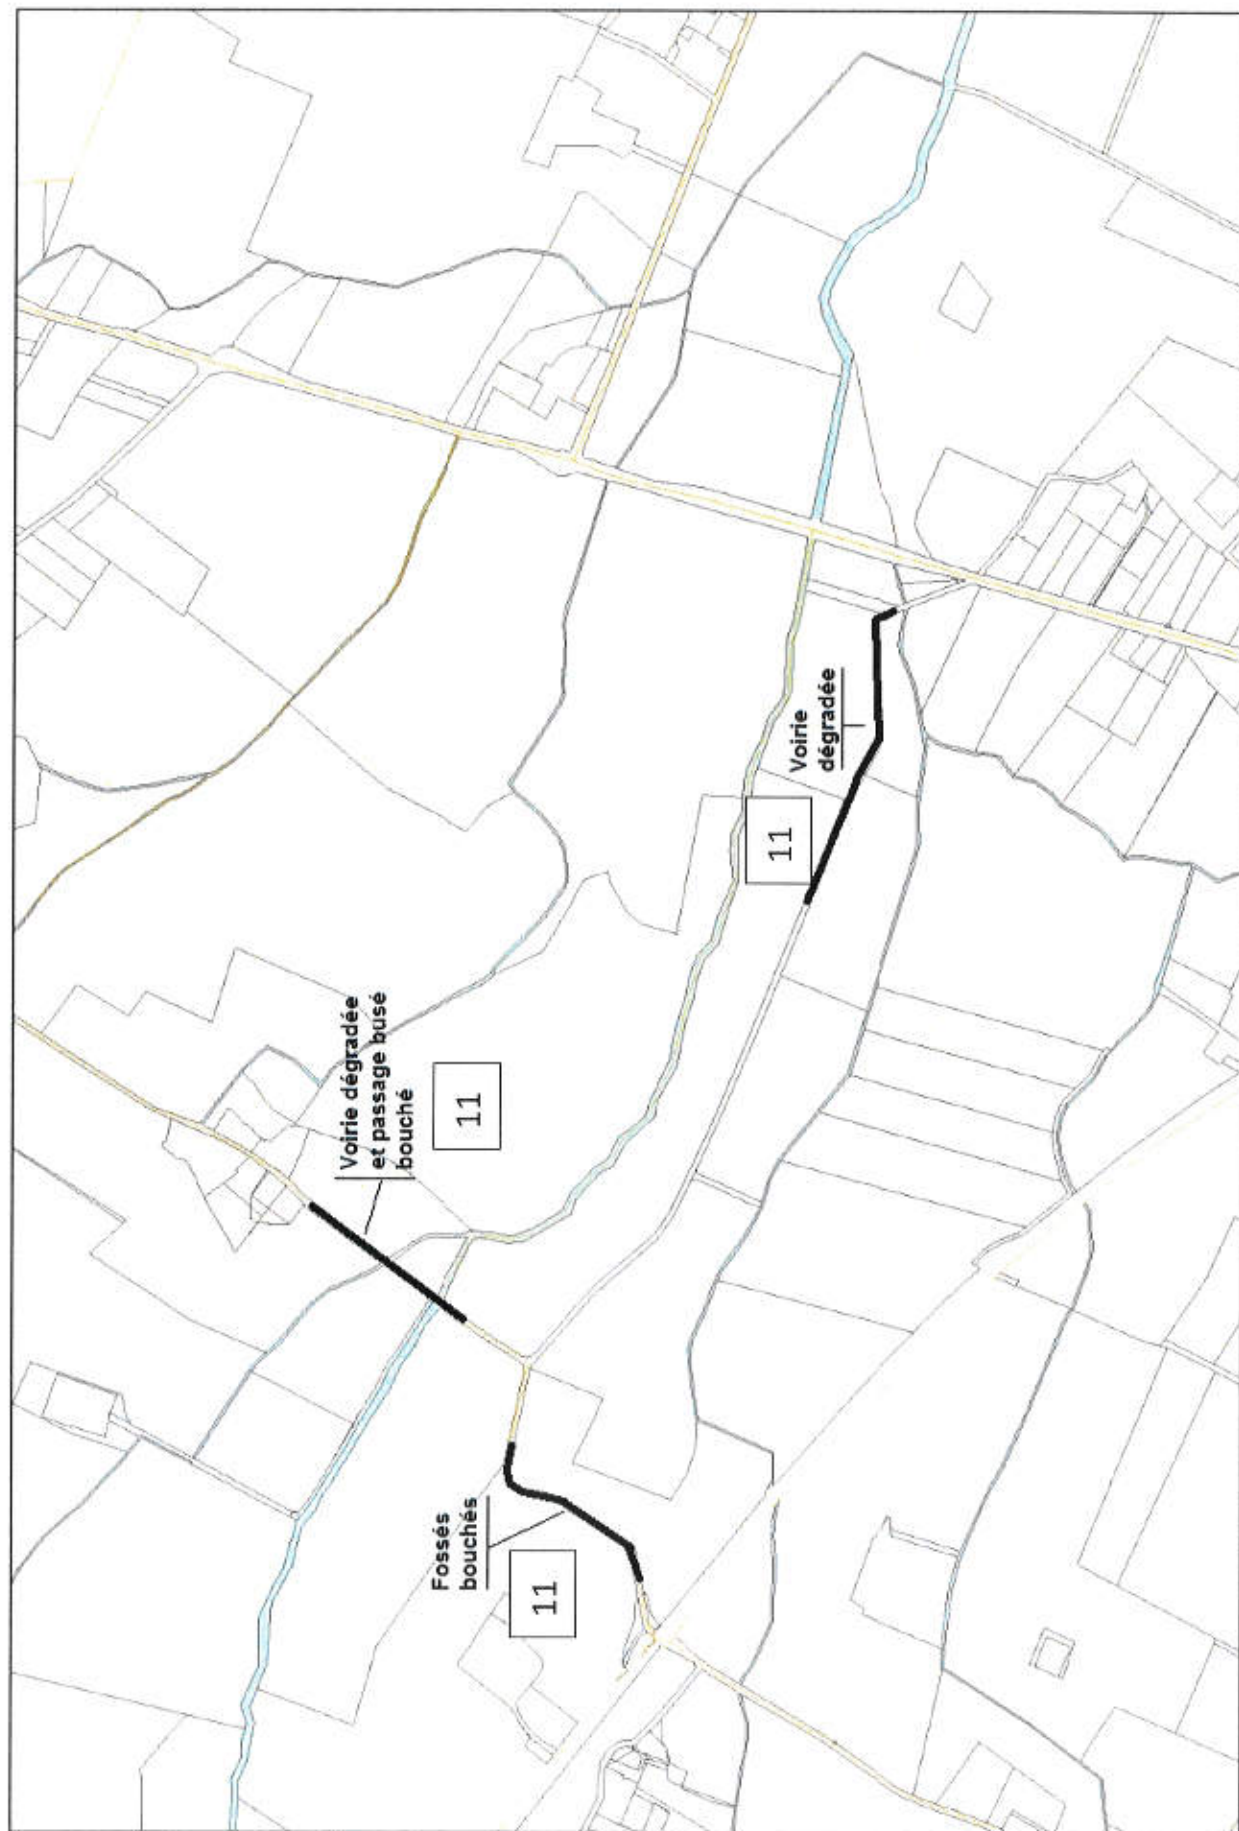 Fossés
bouchés
11
Voirie dégradée
et passage busé
bouché
11
Voirie
dégradée
11